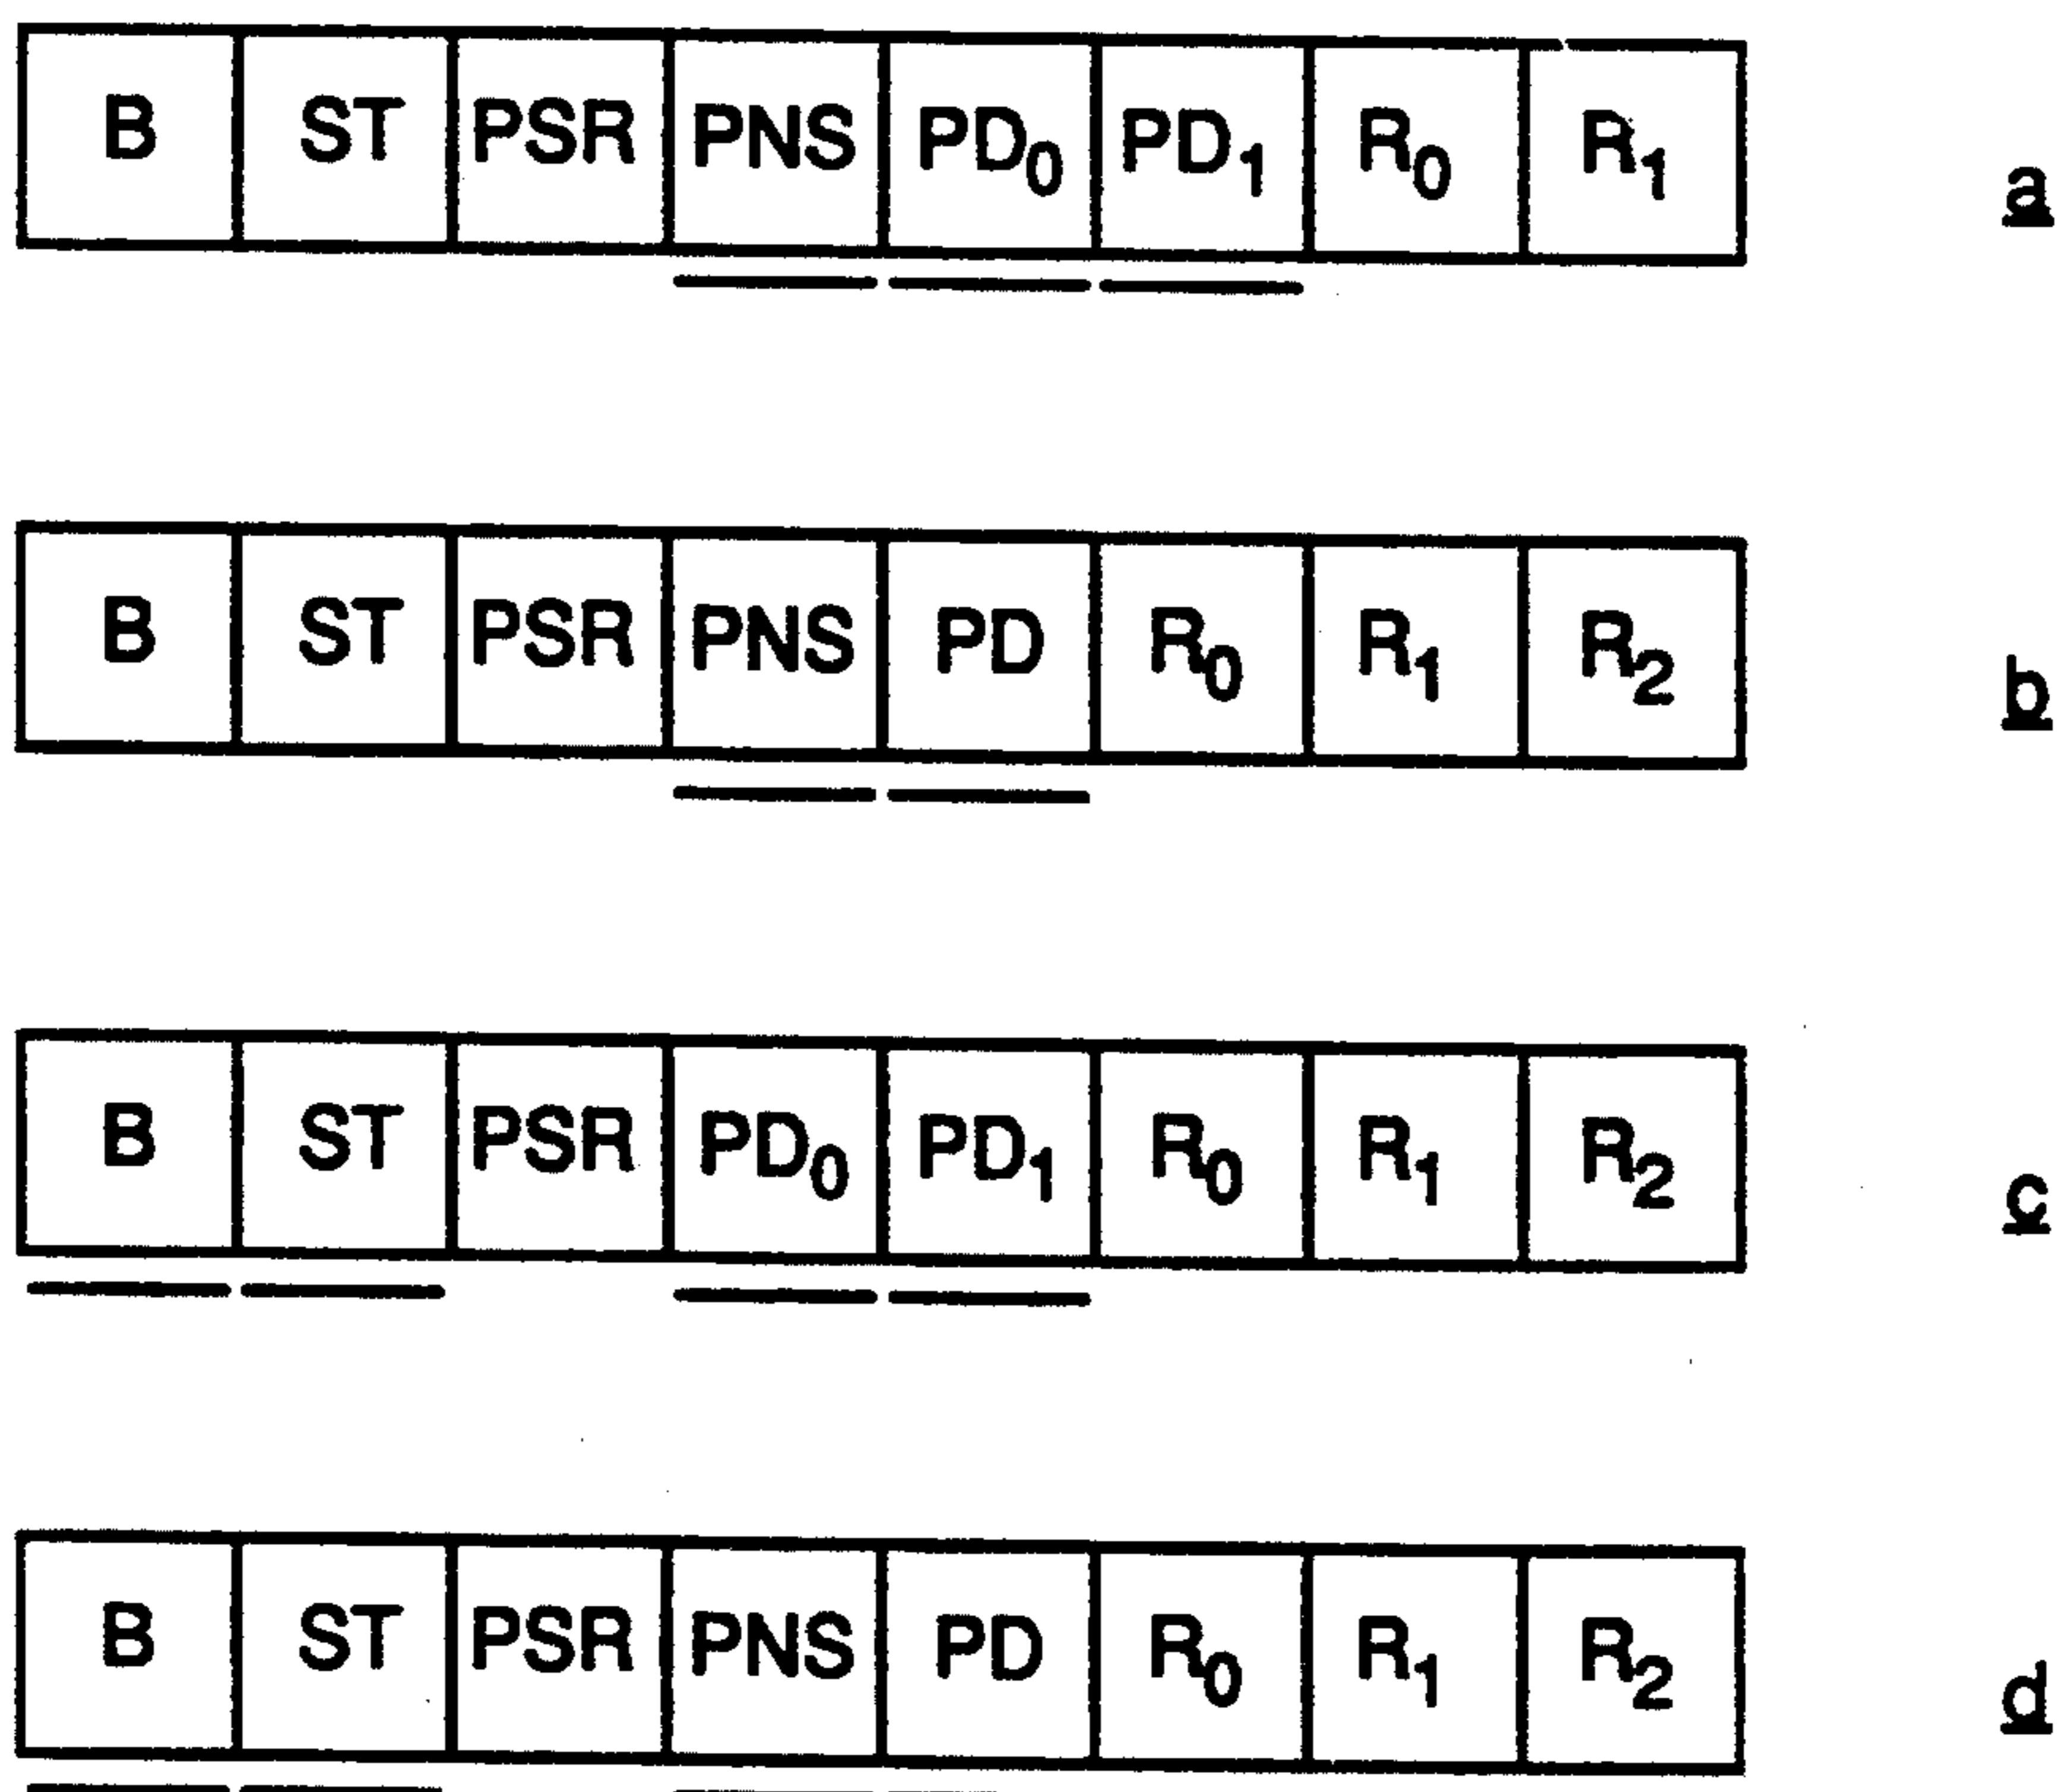 B ST PSR PNS PD₀ PD₁ R₀ R₁ a
B ST PSR PNS PD R₀ R₁ R₂ b
B ST PSR PD₀ PD₁ R₀ R₁ R₂ c
B ST PSR PNS PD R₀ R₁ R₂ d